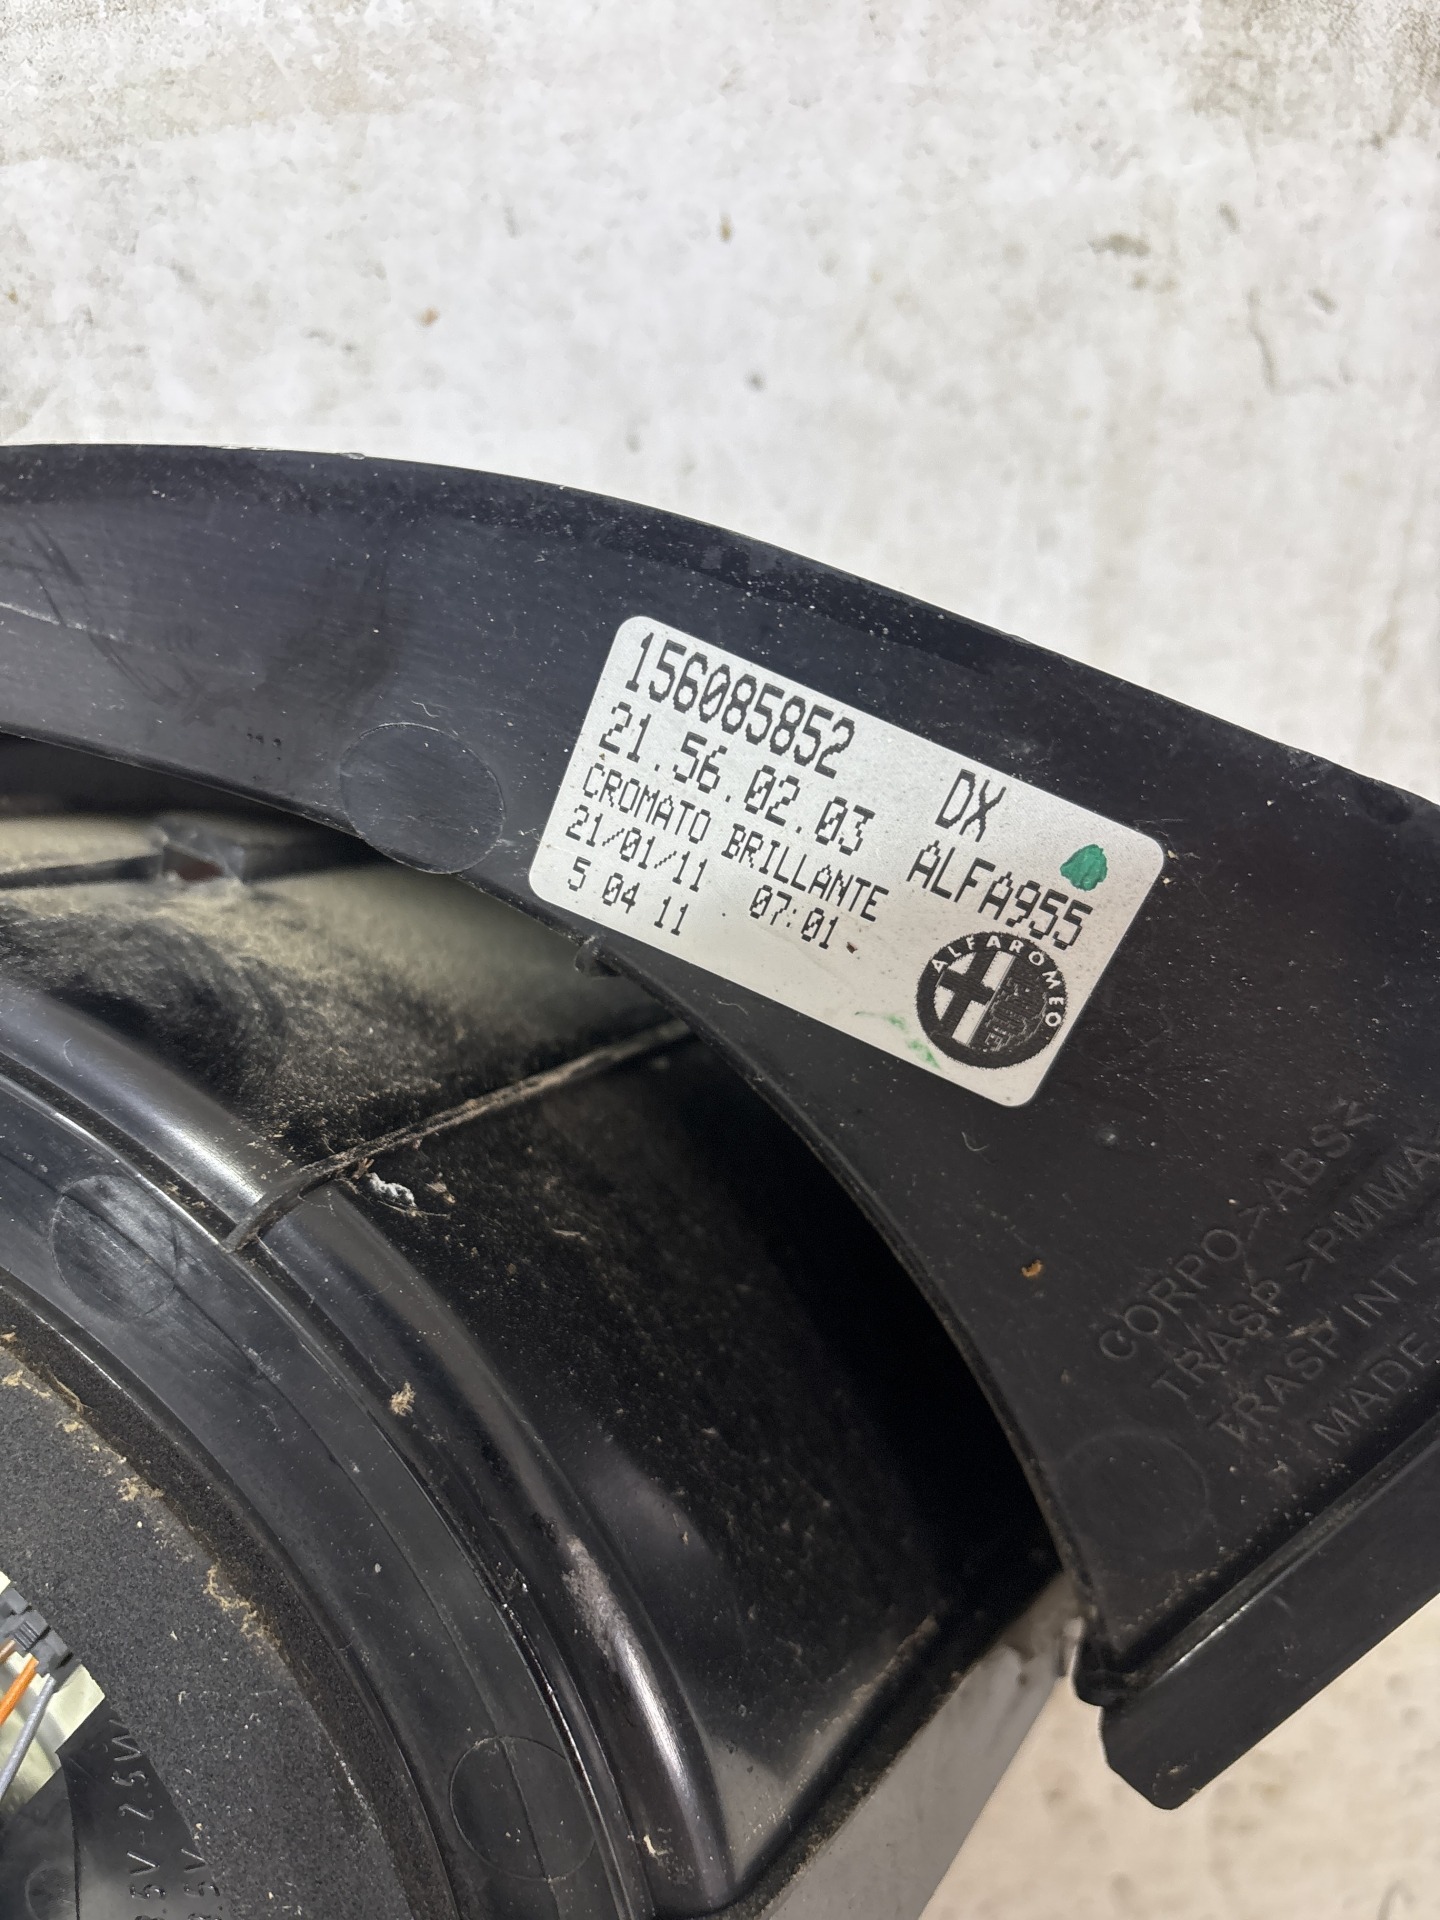 156085852 DX
21.56.02.03 ALFA955
CROMATO BRILLANTE
21/01/11 07:01
5 04 11
ALFA ROMEO
CORPO >ABS<
TRASP >PMMA<
TRASP INT
MADE